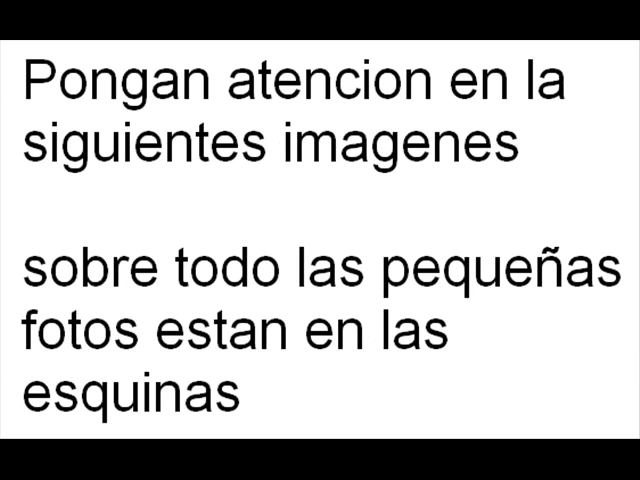 Pongan atencion en la
siguientes imagenes
sobre todo las pequeñas
fotos estan en las
esquinas